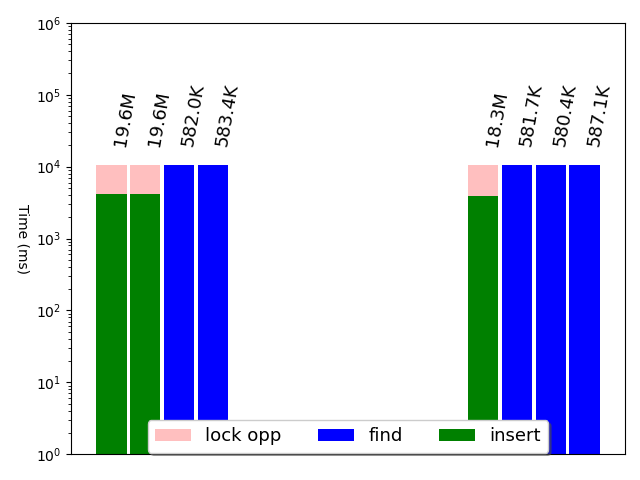 10^6
10^5
10^4
10^3
10^2
10^1
10^0
Time (ms)
19.6M
19.6M
582.0K
583.4K
18.3M
581.7K
580.4K
587.1K
lock opp find insert